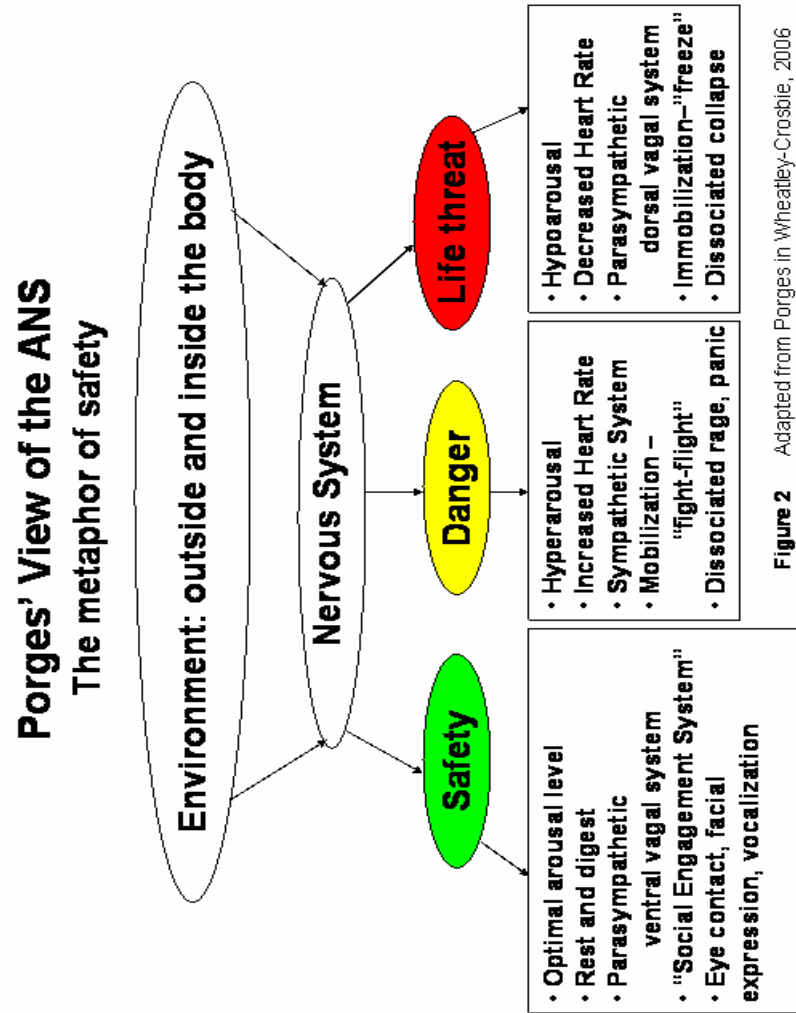 Porges' View of the ANS
The metaphor of safety
Environment: outside and inside the body
Nervous System
Safety
Danger
Life threat
• Optimal arousal level
• Rest and digest
• Parasympathetic
ventral vagal system
• "Social Engagement System"
• Eye contact, facial
expression, vocalization
• Hyperarousal
• Increased Heart Rate
• Sympathetic System
• Mobilization –
"fight-flight"
• Dissociated rage, panic
• Hypoarousal
• Decreased Heart Rate
• Parasympathetic
dorsal vagal system
• Immobilization–"freeze"
• Dissociated collapse
Figure 2 Adapted from Porges in Wheatley-Crosbie, 2006